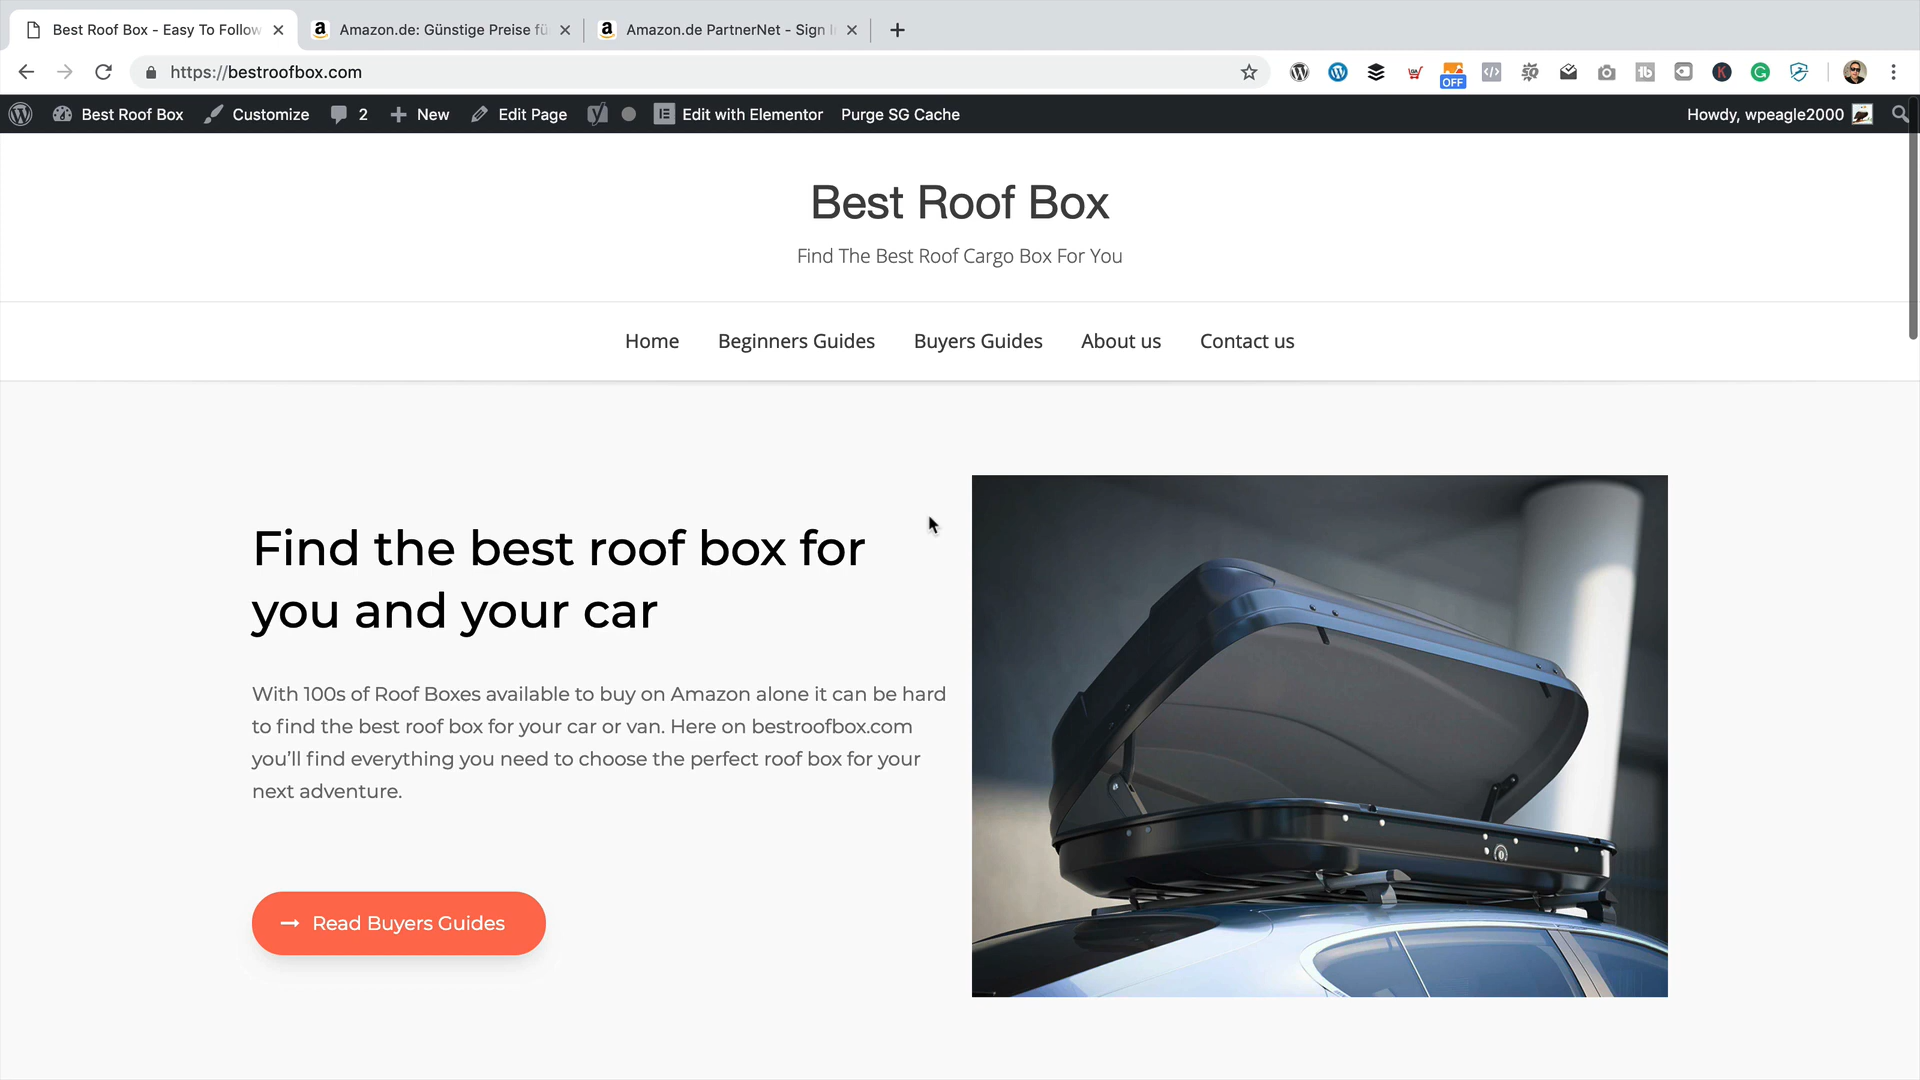 Best Roof Box - Easy To Follow
Amazon.de: Günstige Preise fü
Amazon.de PartnerNet - Sign I
https://bestroofbox.com
OFF
Best Roof Box
Customize
2
New
Edit Page
Edit with Elementor
Purge SG Cache
Howdy, wpeagle2000
Best Roof Box
Find The Best Roof Cargo Box For You
Home
Beginners Guides
Buyers Guides
About us
Contact us
Find the best roof box for
you and your car
With 100s of Roof Boxes available to buy on Amazon alone it can be hard
to find the best roof box for your car or van. Here on bestroofbox.com
you’ll find everything you need to choose the perfect roof box for your
next adventure.
Read Buyers Guides